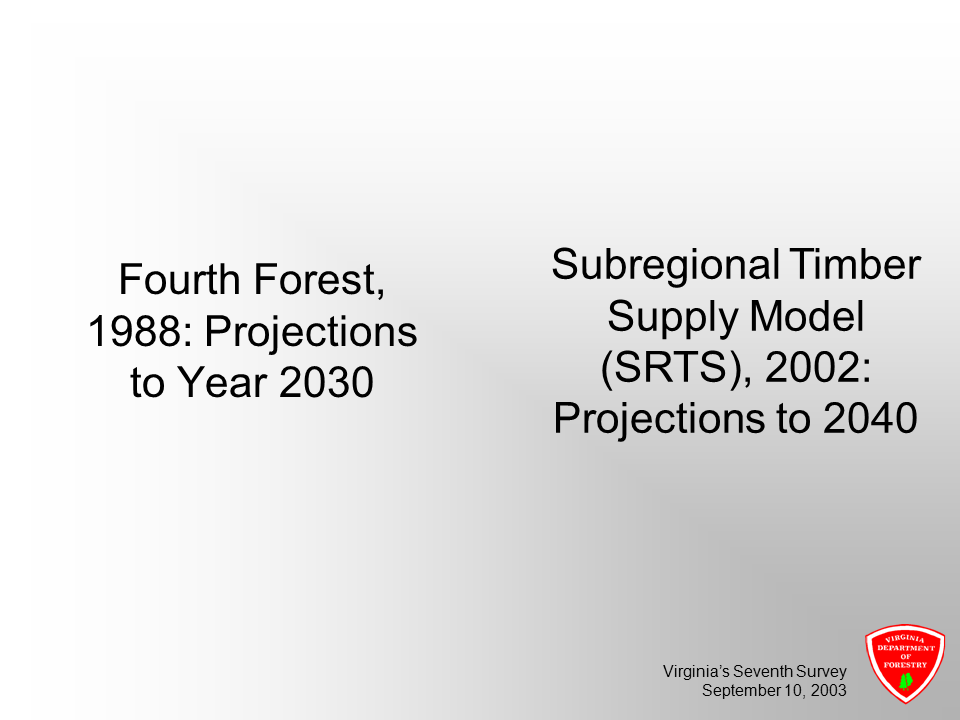 Fourth Forest,
1988: Projections
to Year 2030
Subregional Timber
Supply Model
(SRTS), 2002:
Projections to 2040
Virginia's Seventh Survey
September 10, 2003
VIRGINIA
DEPARTMENT
OF
FORESTRY